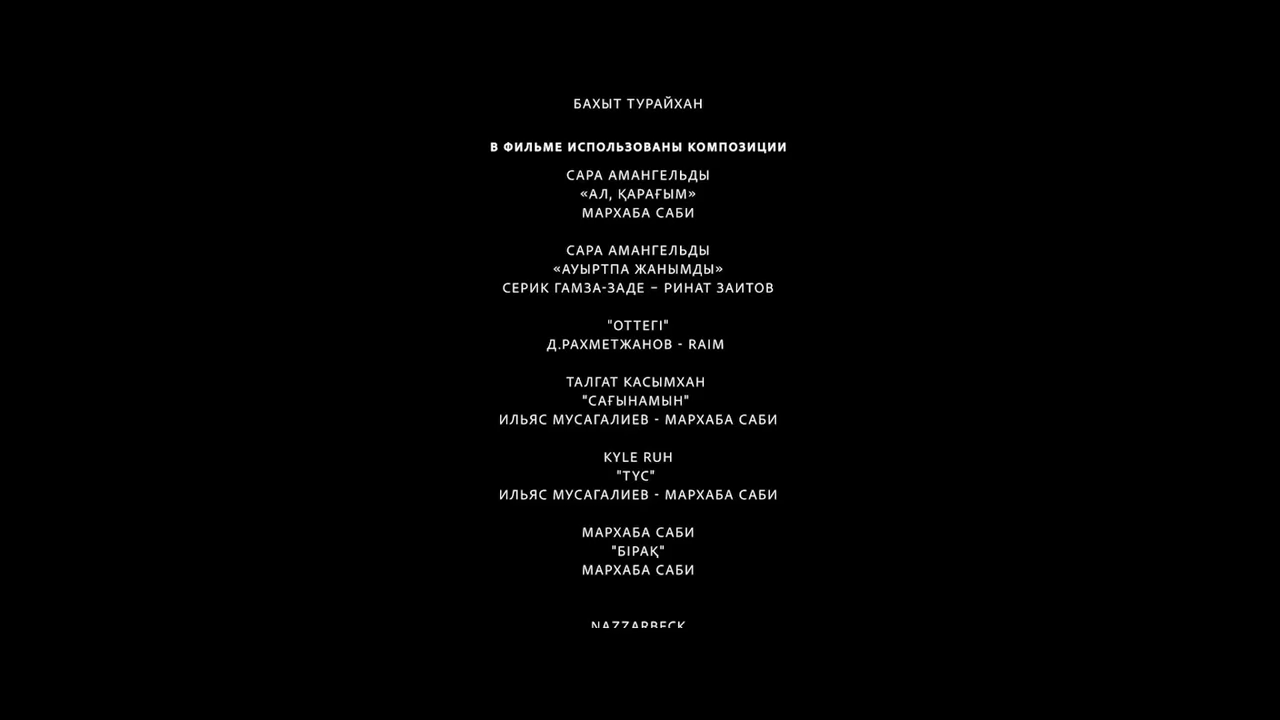 БАХЫТ ТУРАЙХАН
В ФИЛЬМЕ ИСПОЛЬЗОВАНЫ КОМПОЗИЦИИ
САРА АМАНГЕЛЬДЫ
«АЛ, ҚАРАҒЫМ»
МАРХАБА САБИ
САРА АМАНГЕЛЬДЫ
«АУЫРТПА ЖАНЫМДЫ»
СЕРИК ГАМЗА-ЗАДЕ – РИНАТ ЗАИТОВ
"ОТТЕГІ"
Д.РАХМЕТЖАНОВ - RAIM
ТАЛГАТ КАСЫМХАН
"САҒЫНАМЫН"
ИЛЬЯС МУСАГАЛИЕВ - МАРХАБА САБИ
KYLE RUH
"ТҮС"
ИЛЬЯС МУСАГАЛИЕВ - МАРХАБА САБИ
МАРХАБА САБИ
"БІРАҚ"
МАРХАБА САБИ
NAZZARBECK